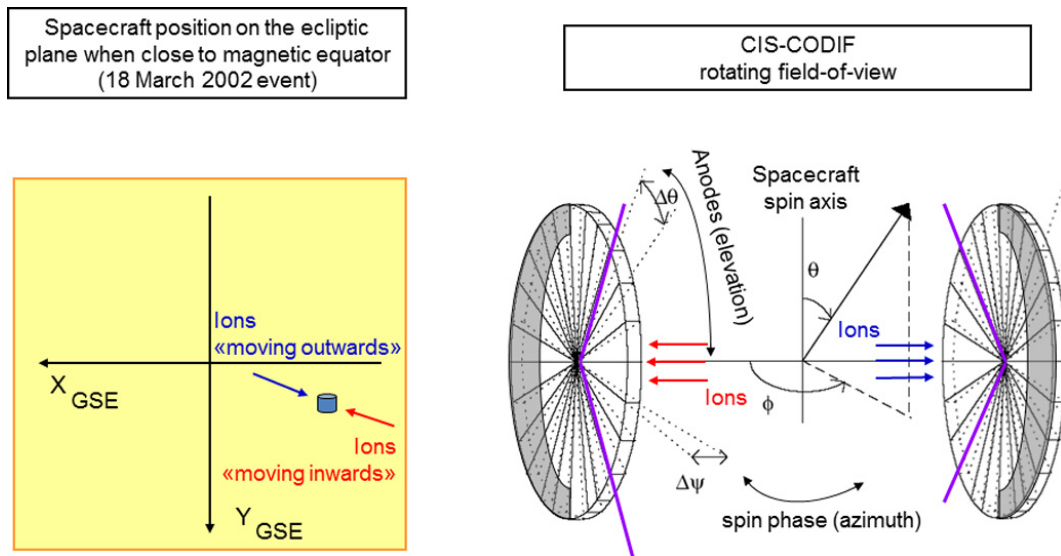 Spacecraft position on the ecliptic
plane when close to magnetic equator
(18 March 2002 event)
CIS-CODIF
rotating field-of-view
Ions
«moving outwards»
X GSE
Ions
«moving inwards»
Y GSE
Anodes (elevation)
Δθ
Spacecraft
spin axis
θ
Ions
Ions
ϕ
Δψ
spin phase (azimuth)